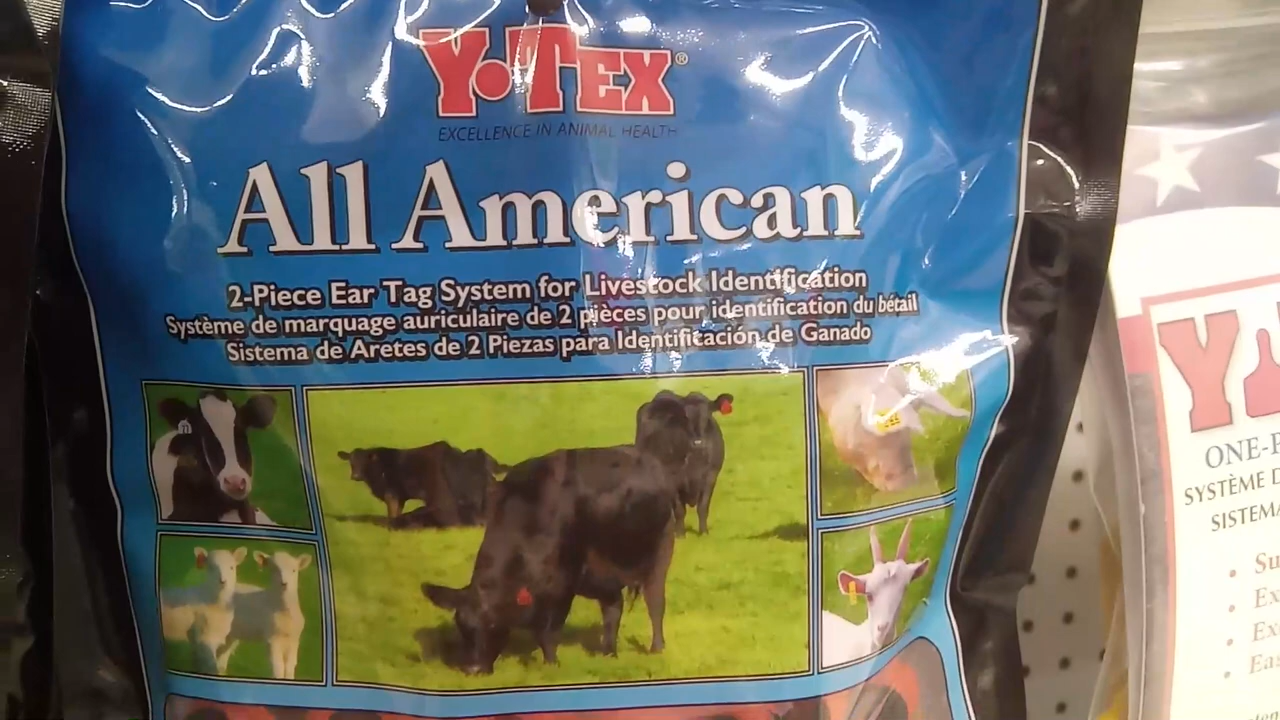 Y·TEX®
EXCELLENCE IN ANIMAL HEALTH
All American
2-Piece Ear Tag System for Livestock Identification
Système de marquage auriculaire de 2 pièces pour identification du bétail
Sistema de Aretes de 2 Piezas para Identificación de Ganado
Y
ONE-P
SYSTÈME D
SISTEMA
• Su
• Ex
• Ex
• Eas